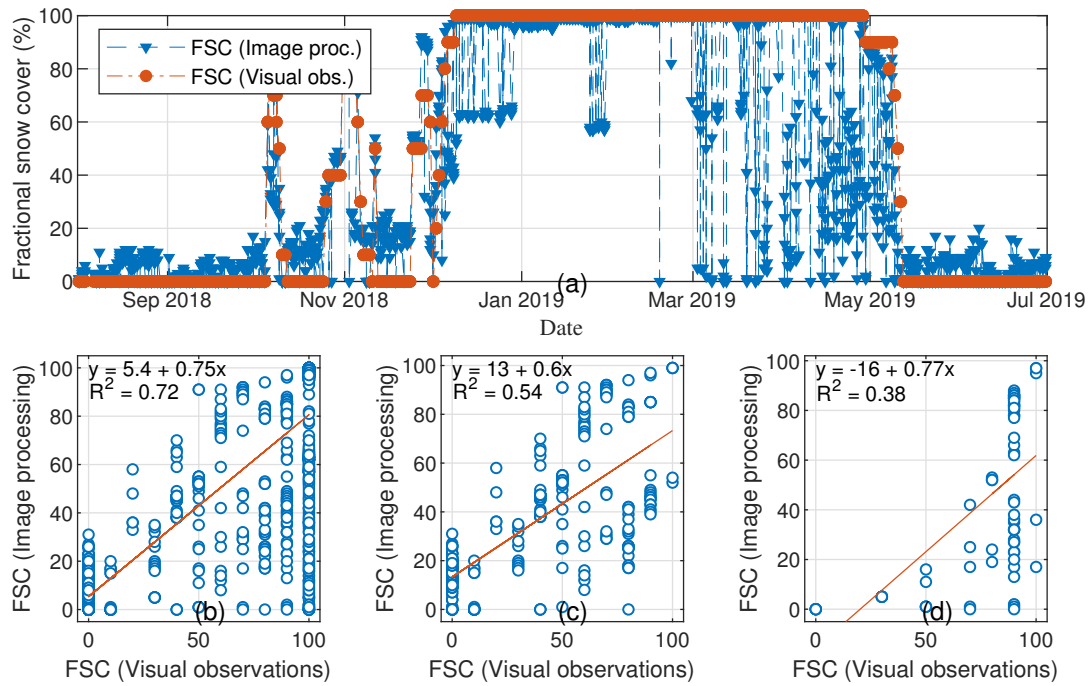 100
80
60
40
20
0
Fractional snow cover (%)
FSC (Image proc.)
FSC (Visual obs.)
Sep 2018
Nov 2018
Jan 2019
Mar 2019
May 2019
Jul 2019
(a)
Date
100
80
60
40
20
0
FSC (Image processing)
y = 5.4 + 0.75x
R² = 0.72
0
50
100
(b)
FSC (Visual observations)
100
80
60
40
20
0
FSC (Image processing)
y = 13 + 0.6x
R² = 0.54
0
50
100
(c)
FSC (Visual observations)
100
80
60
40
20
0
FSC (Image processing)
y = -16 + 0.77x
R² = 0.38
0
50
100
(d)
FSC (Visual observations)